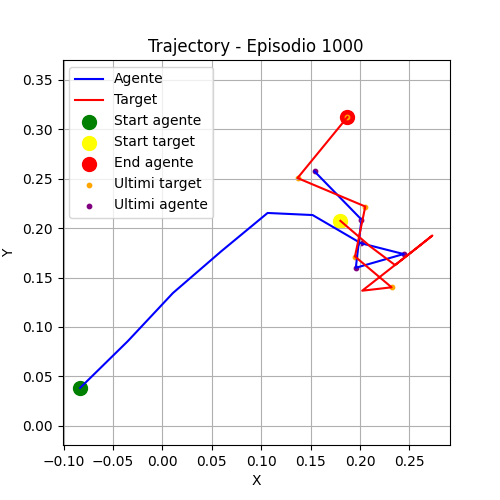 Trajectory - Episodio 1000
Agente
Target
Start agente
Start target
End agente
Ultimi target
Ultimi agente
0.35
0.30
0.25
0.20
0.15
0.10
0.05
0.00
Y
−0.10 −0.05 0.00 0.05 0.10 0.15 0.20 0.25
X